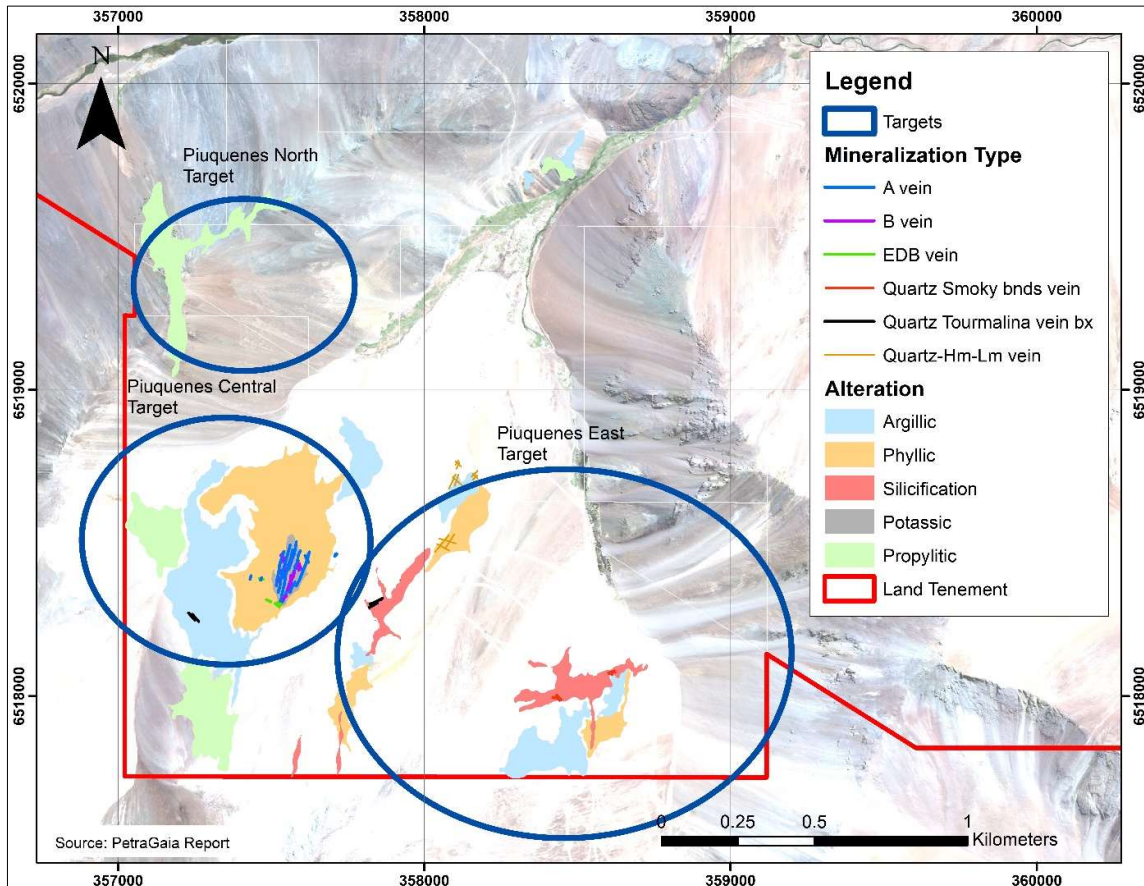 357000
358000
359000
360000
6520000
6520000
N
Legend
Targets
Mineralization Type
A vein
B vein
EDB vein
Quartz Smoky bnds vein
Quartz Tourmalina vein bx
Quartz-Hm-Lm vein
Alteration
Argillic
Phyllic
Silicification
Potassic
Propylitic
Land Tenement
Piuquenes North
Target
6519000
6519000
Piuquenes Central
Target
Piuquenes East
Target
6518000
6518000
0
0.25
0.5
1
Kilometers
Source: PetraGaia Report
357000
358000
359000
360000